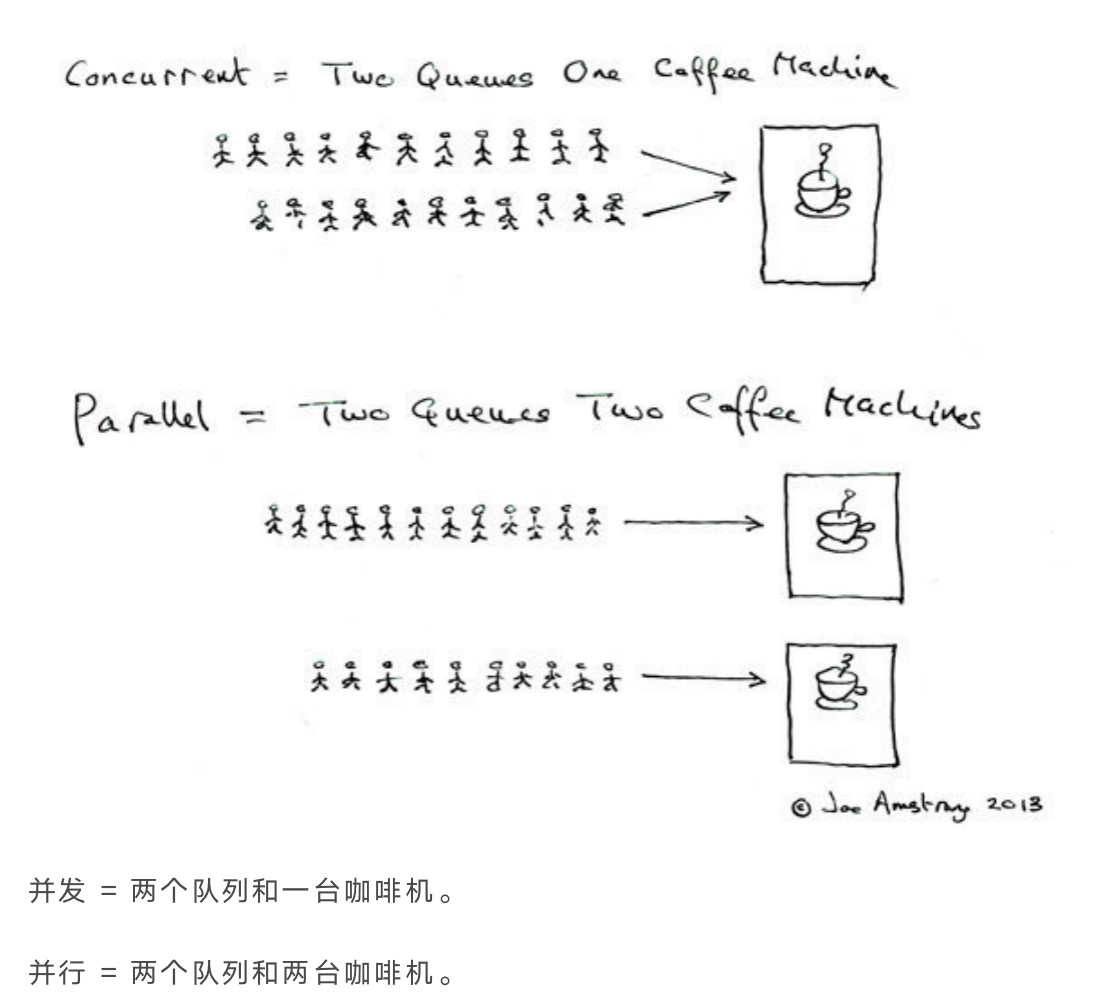 Concurrent = Two Queues One Coffee Machine
Parallel = Two Queues Two Coffee Machines
© Joe Armstrong 2013
并发 = 两个队列和一台咖啡机。
并行 = 两个队列和两台咖啡机。